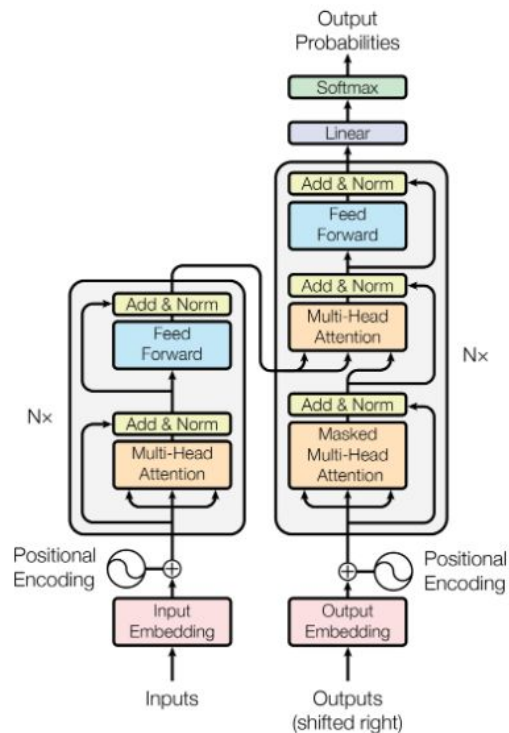 Output
Probabilities
Softmax
Linear
Add & Norm
Feed
Forward
Add & Norm
Multi-Head
Attention
Add & Norm
Masked
Multi-Head
Attention
Nx
Positional
Encoding
Output
Embedding
Outputs
(shifted right)
Add & Norm
Feed
Forward
Add & Norm
Multi-Head
Attention
Nx
Positional
Encoding
Input
Embedding
Inputs